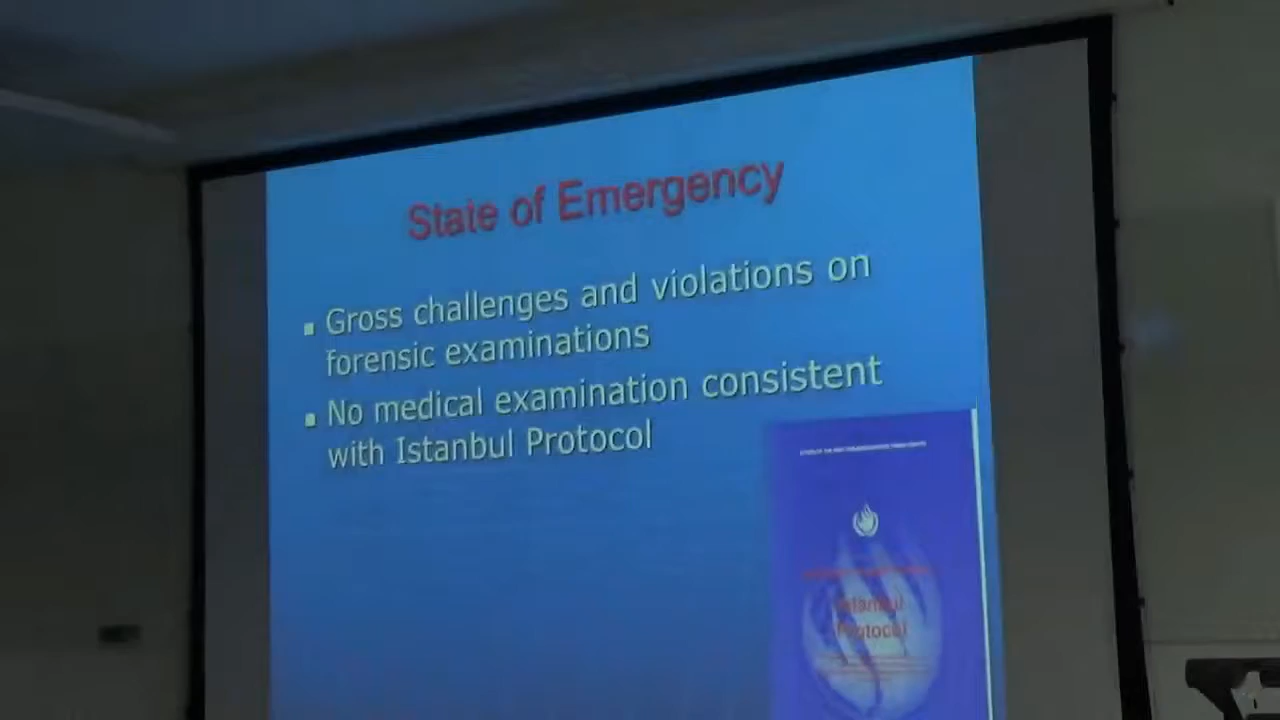 State of Emergency
▪ Gross challenges and violations on
forensic examinations
▪ No medical examination consistent
with Istanbul Protocol
Istanbul
Protocol